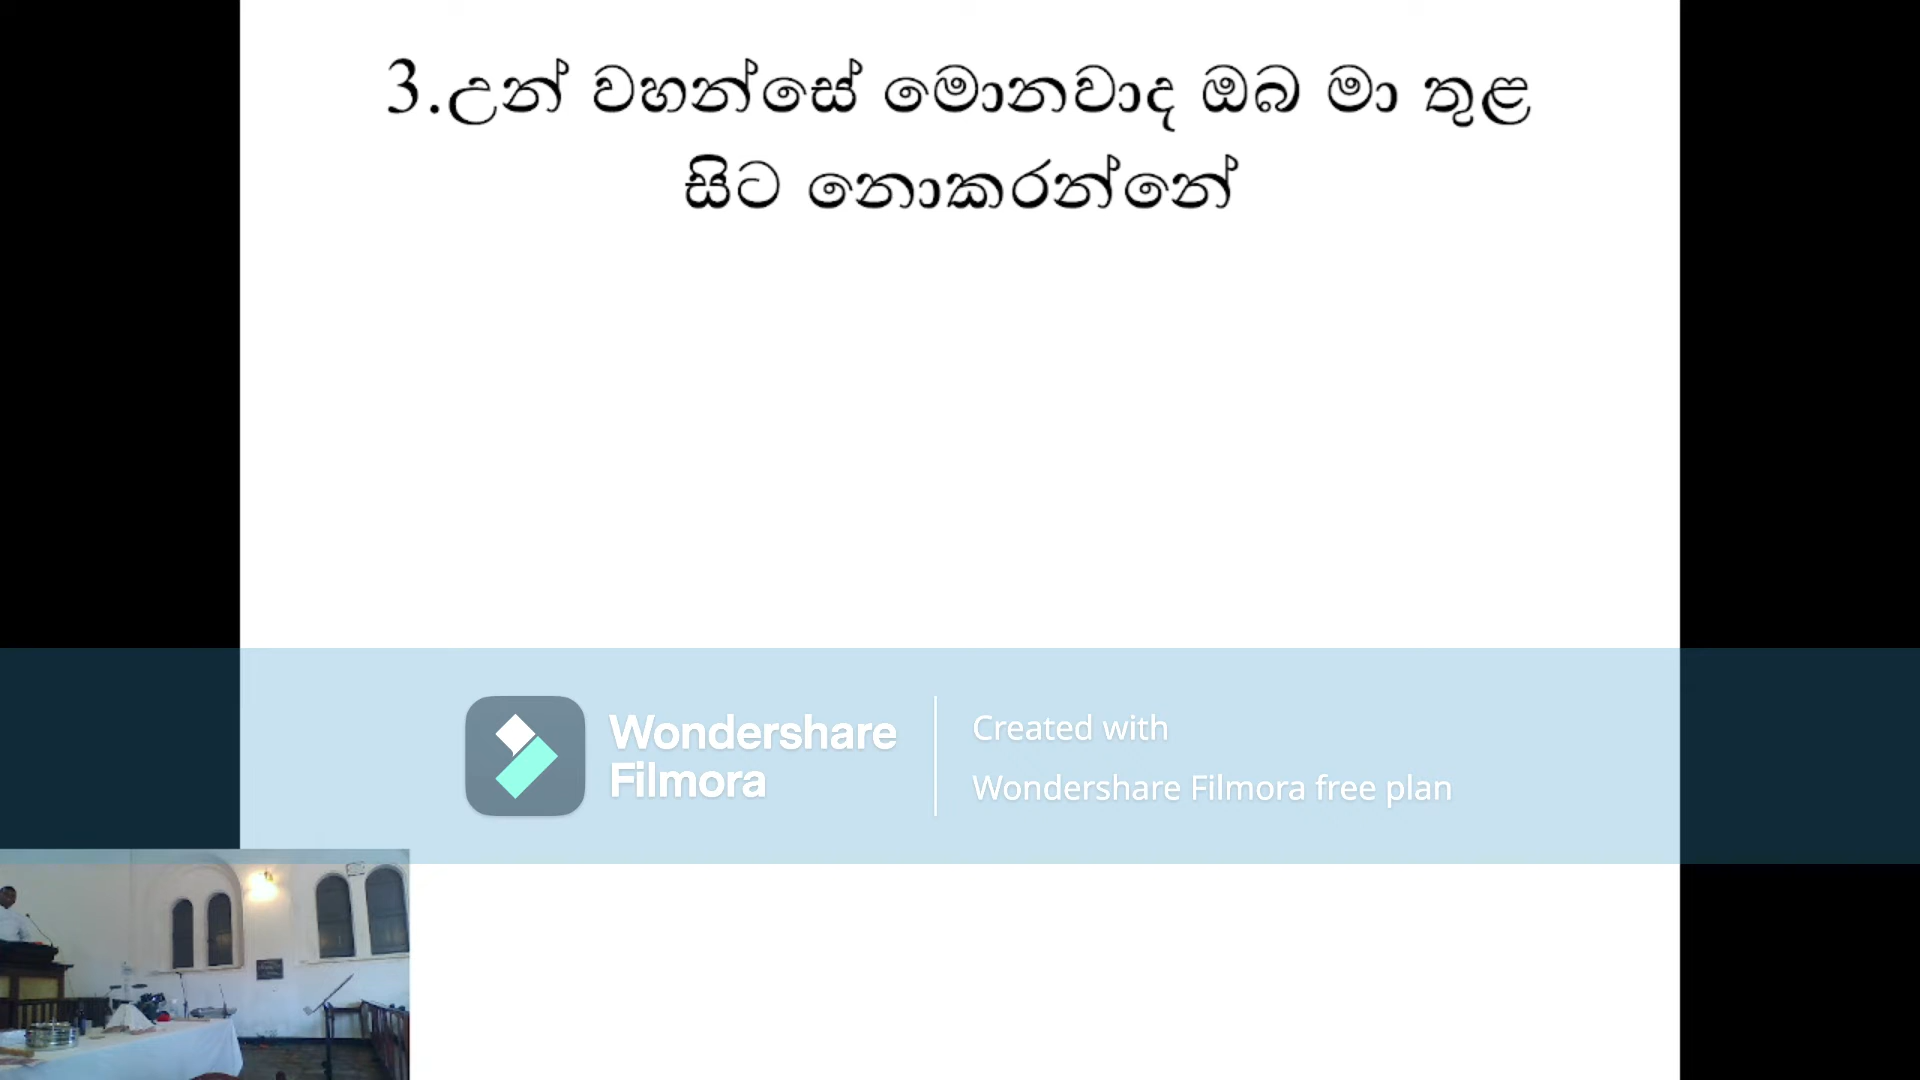 3.උන් වහන්සේ මොනවාද ඔබ මා තුළ
සිට නොකරන්නේ
Wondershare
Filmora
Created with
Wondershare Filmora free plan